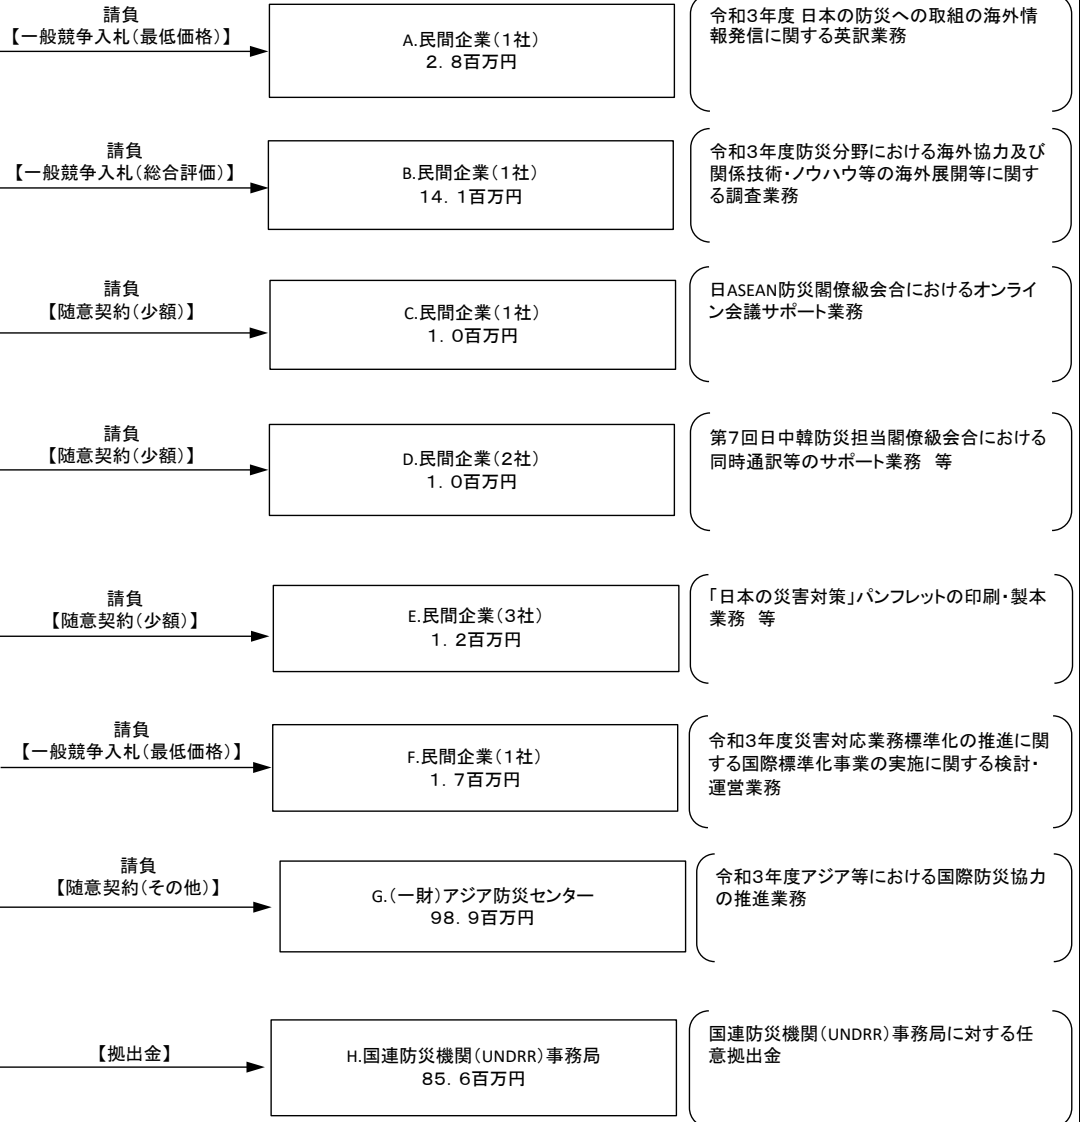 請負
【一般競争入札（最低価格）】
A.民間企業（1社）
２．８百万円
令和３年度 日本の防災への取組の海外情
報発信に関する英訳業務
請負
【一般競争入札（総合評価）】
B.民間企業（1社）
１４．１百万円
令和３年度防災分野における海外協力及び
関係技術・ノウハウ等の海外展開等に関す
る調査業務
請負
【随意契約（少額）】
C.民間企業（1社）
１．０百万円
日ASEAN防災閣僚級会合におけるオンライ
ン会議サポート業務
請負
【随意契約（少額）】
D.民間企業（2社）
１．０百万円
第７回日中韓防災担当閣僚級会合における
同時通訳等のサポート業務　等
請負
【随意契約（少額）】
E.民間企業（3社）
１．２百万円
「日本の災害対策」パンフレットの印刷・製本
業務　等
請負
【一般競争入札（最低価格）】
F.民間企業（1社）
１．７百万円
令和３年度災害対応業務標準化の推進に関
する国際標準化事業の実施に関する検討・
運営業務
請負
【随意契約（その他）】
G.（一財）アジア防災センター
９８．９百万円
令和３年度アジア等における国際防災協力
の推進業務
【拠出金】
H.国連防災機関（UNDRR）事務局
８５．６百万円
国連防災機関（UNDRR）事務局に対する任
意拠出金